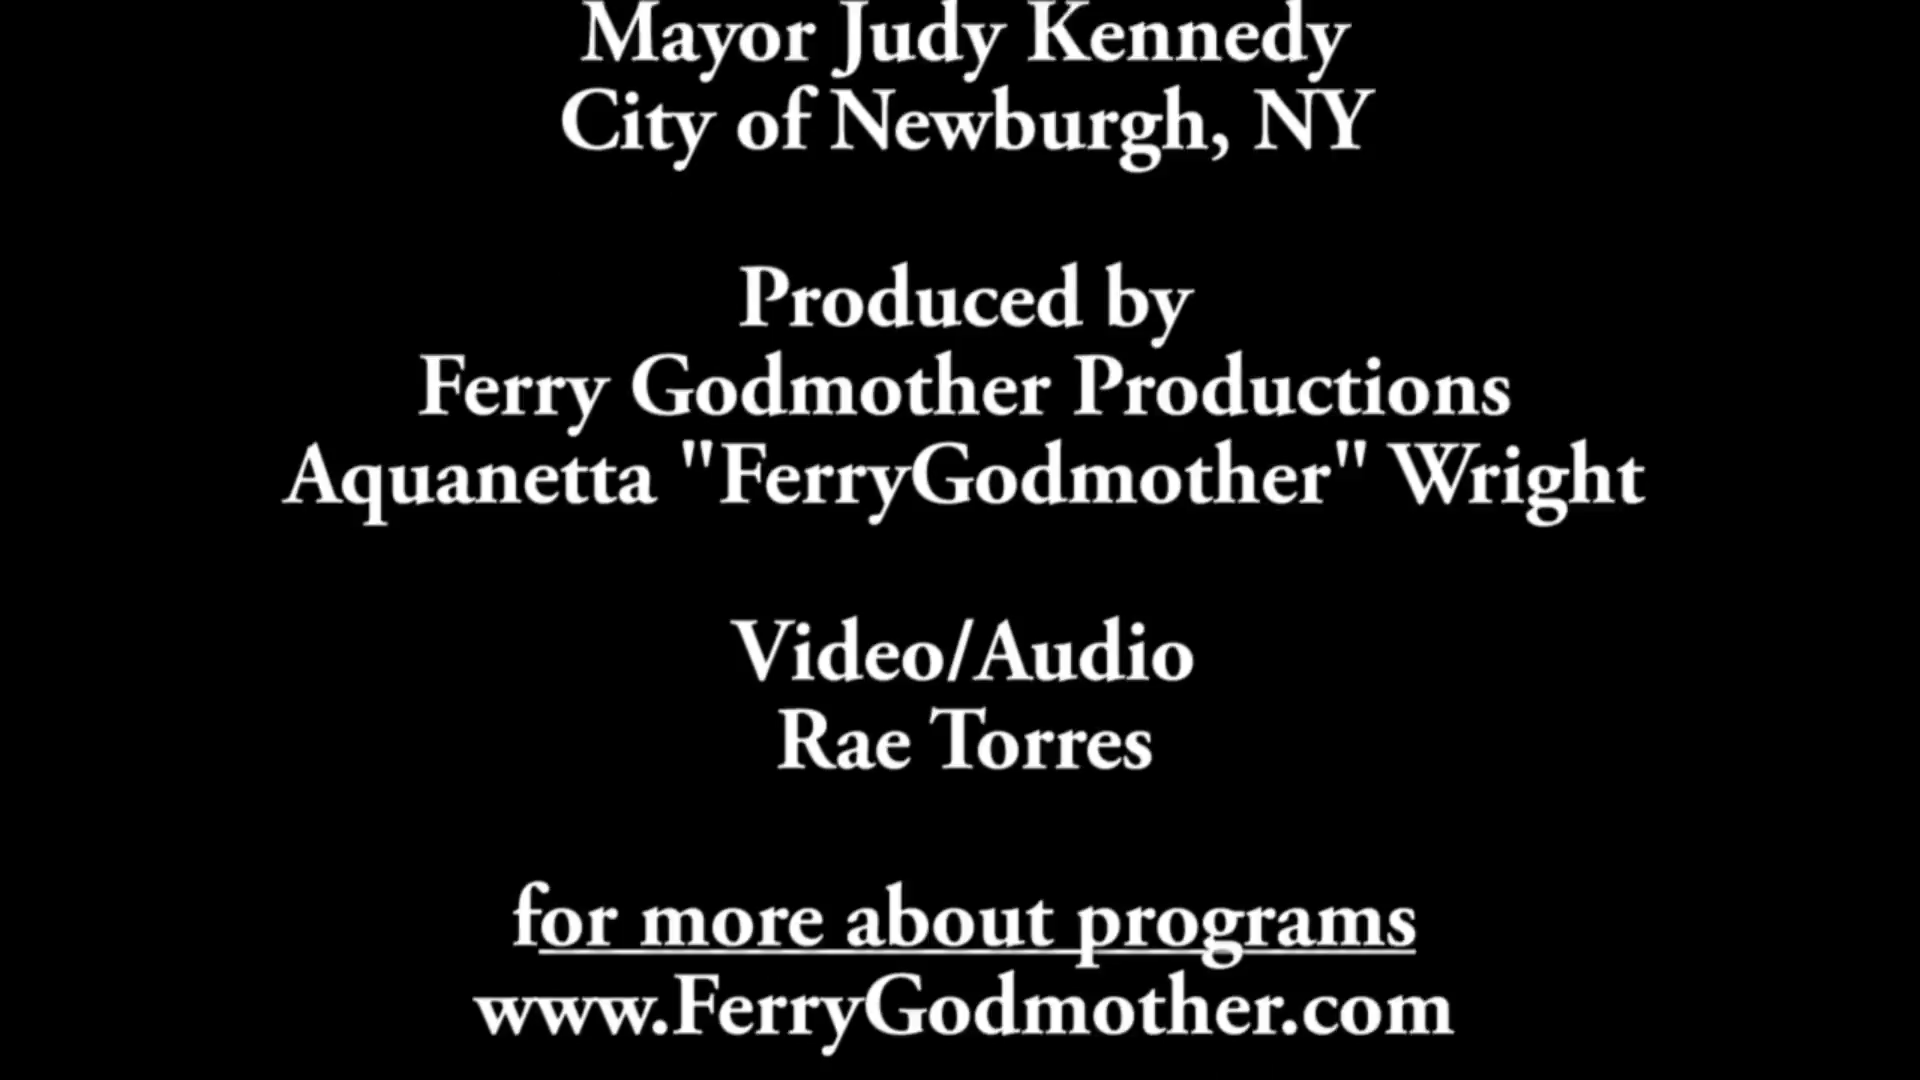 Mayor Judy Kennedy
City of Newburgh, NY
Produced by
Ferry Godmother Productions
Aquanetta "FerryGodmother" Wright
Video/Audio
Rae Torres
for more about programs
www.FerryGodmother.com